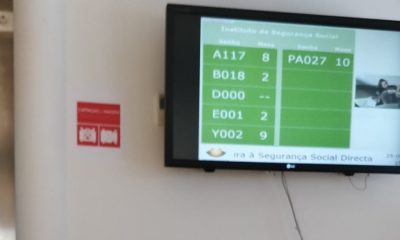 Instituto da Segurança Social
Senha Mesa Senha Mesa
A117 8 PA027 10
B018 2
D000 --
E001 2
Y002 9
ira à Segurança Social Directa
LG